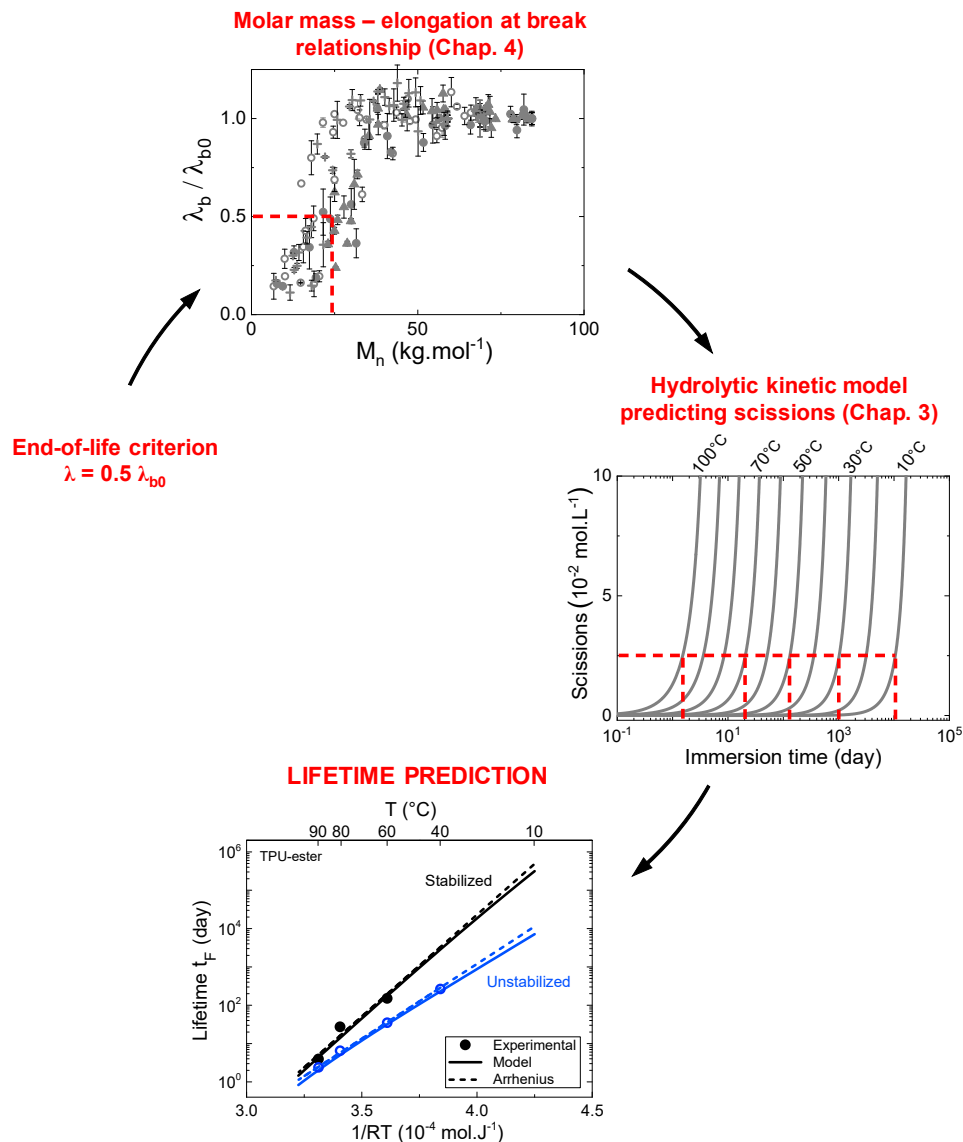 Molar mass – elongation at break
relationship (Chap. 4)
λb / λb0
1.0
0.5
0.0
0 50 100
Mn (kg.mol⁻¹)
End-of-life criterion
λ = 0.5 λb0
Hydrolytic kinetic model
predicting scissions (Chap. 3)
100°C 70°C 50°C 30°C 10°C
Scissions (10⁻² mol.L⁻¹)
10
5
0
10⁻¹ 10¹ 10³ 10⁵
Immersion time (day)
LIFETIME PREDICTION
T (°C)
90 80 60 40 10
TPU-ester
Stabilized
Unstabilized
Lifetime tF (day)
10⁶
10⁴
10²
10⁰
Experimental
Model
Arrhenius
3.0 3.5 4.0 4.5
1/RT (10⁻⁴ mol.J⁻¹)